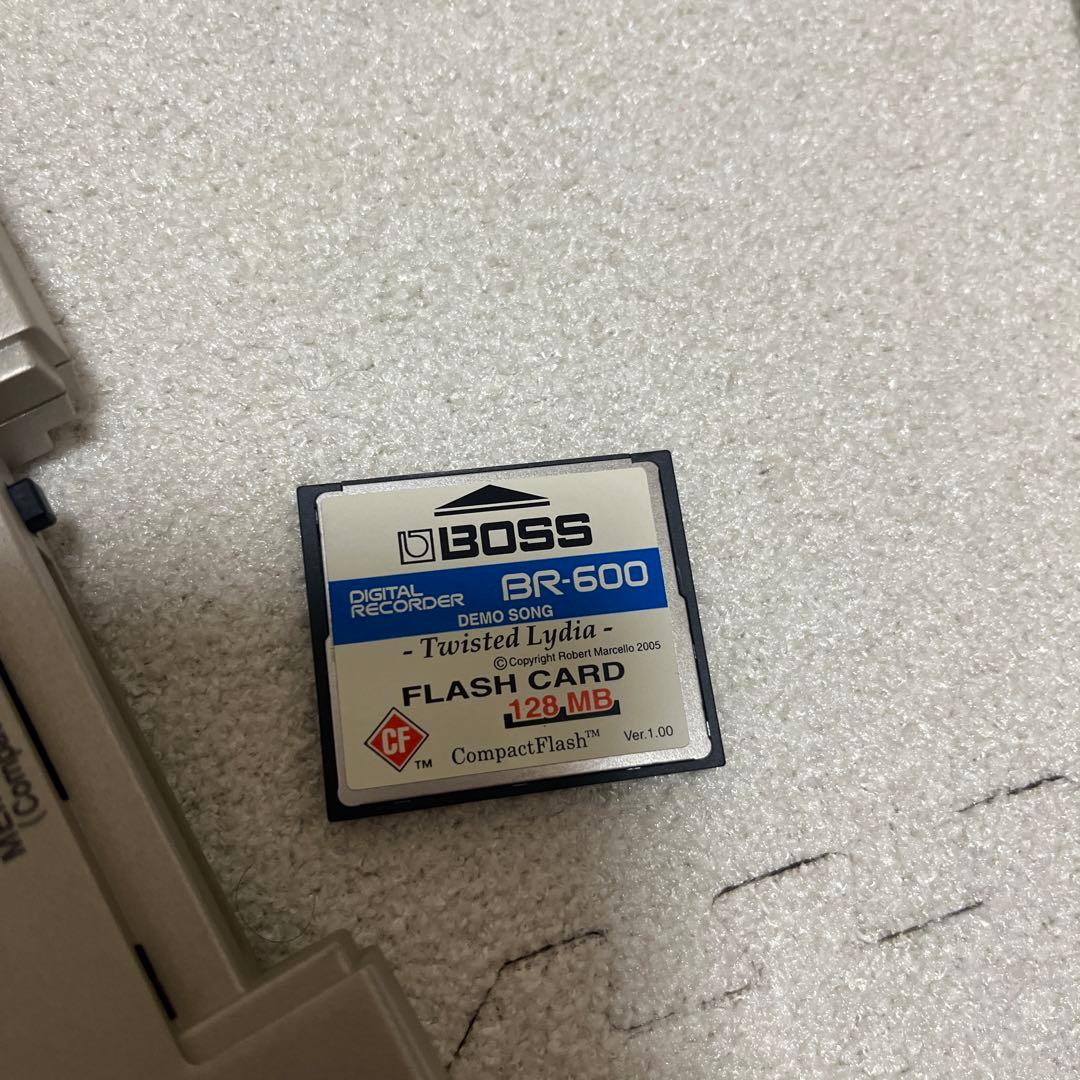 BOSS
DIGITAL RECORDER BR-600
DEMO SONG
- Twisted Lydia -
© Copyright Robert Marcello 2005
FLASH CARD
128 MB
CF TM
CompactFlash™ Ver.1.00